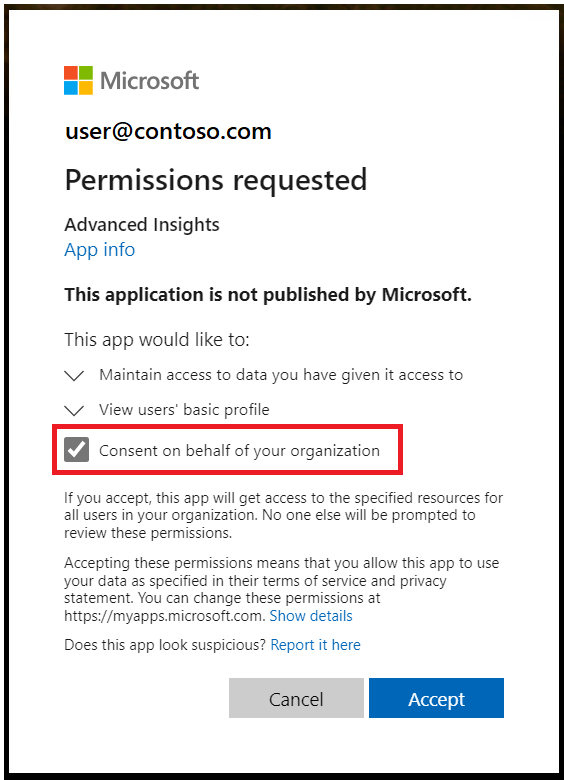 Microsoft
user@contoso.com
Permissions requested
Advanced Insights
App info
This application is not published by Microsoft.
This app would like to:
Maintain access to data you have given it access to
View users' basic profile
Consent on behalf of your organization
If you accept, this app will get access to the specified resources for
all users in your organization. No one else will be prompted to
review these permissions.
Accepting these permissions means that you allow this app to use
your data as specified in their terms of service and privacy
statement. You can change these permissions at
https://myapps.microsoft.com. Show details
Does this app look suspicious? Report it here
Cancel Accept